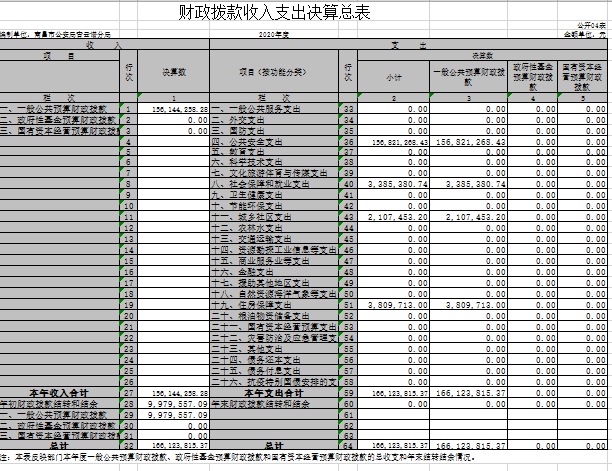 财政拨款收入支出决算总表
公开04表
编制单位：南昌市公安局青云谱分局 2020年度 金额单位：元
收 入 支 出
项 目 行次 决算数 项目（按功能分类） 行次 决算数
小计 一般公共预算财政拨款 政府性基金预算财政拨款 国有资本经营预算财政拨款
栏 次 1 栏 次 2 3 4 5
一、一般公共预算财政拨款 1 156,144,258.28 一、一般公共服务支出 33 0.00 0.00 0.00 0.00
二、政府性基金预算财政拨款 2 0.00 二、外交支出 34 0.00 0.00 0.00 0.00
三、国有资本经营预算财政拨款 3 0.00 三、国防支出 35 0.00 0.00 0.00 0.00
4 四、公共安全支出 36 156,821,268.43 156,821,268.43 0.00 0.00
5 五、教育支出 37 0.00 0.00 0.00 0.00
6 六、科学技术支出 38 0.00 0.00 0.00 0.00
7 七、文化旅游体育与传媒支出 39 0.00 0.00 0.00 0.00
8 八、社会保障和就业支出 40 3,385,380.74 3,385,380.74 0.00 0.00
9 九、卫生健康支出 41 0.00 0.00 0.00 0.00
10 十、节能环保支出 42 0.00 0.00 0.00 0.00
11 十一、城乡社区支出 43 2,107,453.20 2,107,453.20 0.00 0.00
12 十二、农林水支出 44 0.00 0.00 0.00 0.00
13 十三、交通运输支出 45 0.00 0.00 0.00 0.00
14 十四、资源勘探工业信息等支出 46 0.00 0.00 0.00 0.00
15 十五、商业服务业等支出 47 0.00 0.00 0.00 0.00
16 十六、金融支出 48 0.00 0.00 0.00 0.00
17 十七、援助其他地区支出 49 0.00 0.00 0.00 0.00
18 十八、自然资源海洋气象等支出 50 0.00 0.00 0.00 0.00
19 十九、住房保障支出 51 3,809,713.00 3,809,713.00 0.00 0.00
20 二十、粮油物资储备支出 52 0.00 0.00 0.00 0.00
21 二十一、国有资本经营预算支出 53 0.00 0.00 0.00 0.00
22 二十二、灾害防治及应急管理支 54 0.00 0.00 0.00 0.00
23 二十三、其他支出 55 0.00 0.00 0.00 0.00
24 二十四、债务还本支出 56 0.00 0.00 0.00 0.00
25 二十五、债务付息支出 57 0.00 0.00 0.00 0.00
26 二十六、抗疫特别国债安排的支 58 0.00 0.00 0.00 0.00
本年收入合计 27 156,144,258.28 本年支出合计 59 166,123,815.37 166,123,815.37 0.00 0.00
年初财政拨款结转和结余 28 9,979,557.09 年末财政拨款结转和结余 60 0.00 0.00 0.00 0.00
一、一般公共预算财政拨款 29 9,979,557.09 61
二、政府性基金预算财政拨款 30 0.00 62
三、国有资本经营预算财政拨 31 0.00 63
总计 32 166,123,815.37 总计 64 166,123,815.37 166,123,815.37 0.00 0.00
注：本表反映部门本年度一般公共预算财政拨款、政府性基金预算财政拨款和国有资本经营预算财政拨款的总收支和年末结转结余情况。